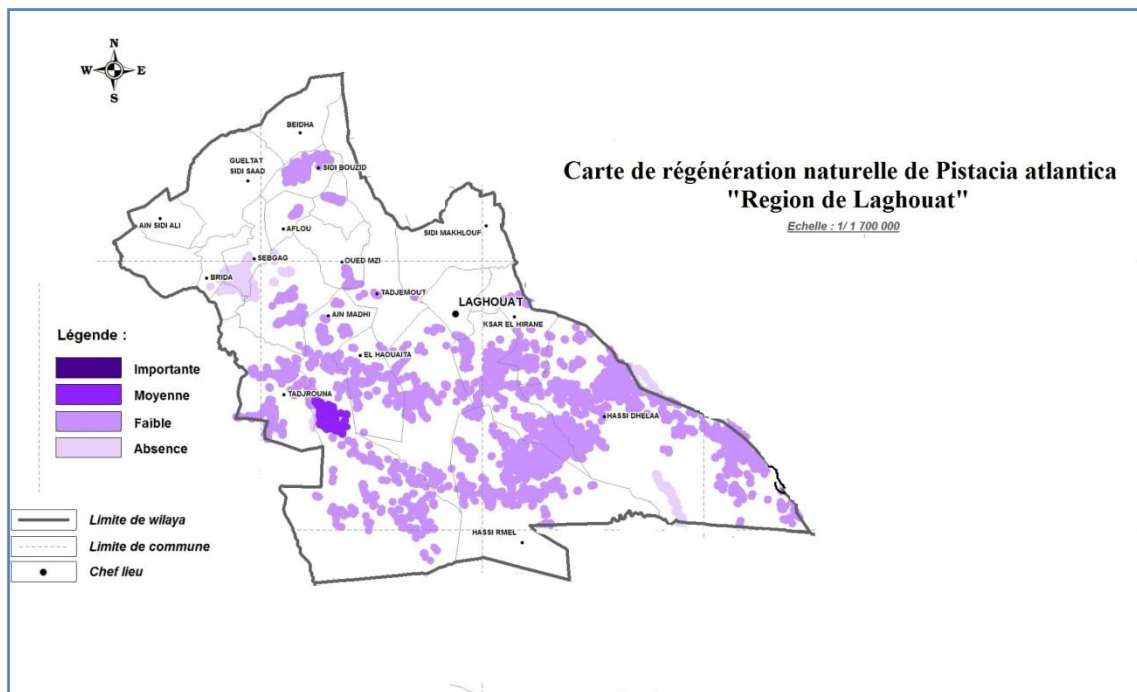 N
W E
S
Carte de régénération naturelle de Pistacia atlantica
"Region de Laghouat"
Echelle : 1/ 1 700 000
BEIDHA
GUELTAT
SIDI SAAD
SIDI BOUZID
AIN SIDI ALI
AFLOU
SIDI MAKHLOUF
SEBGAG
OUED MZI
BRIDA
TADJEMOUT
LAGHOUAT
AIN MADHI
KSAR EL HIRANE
EL HAOUAITA
TADJROUNA
HASSI DHELAA
HASSI RMEL
Légende :
Importante
Moyenne
Faible
Absence
Limite de wilaya
Limite de commune
Chef lieu